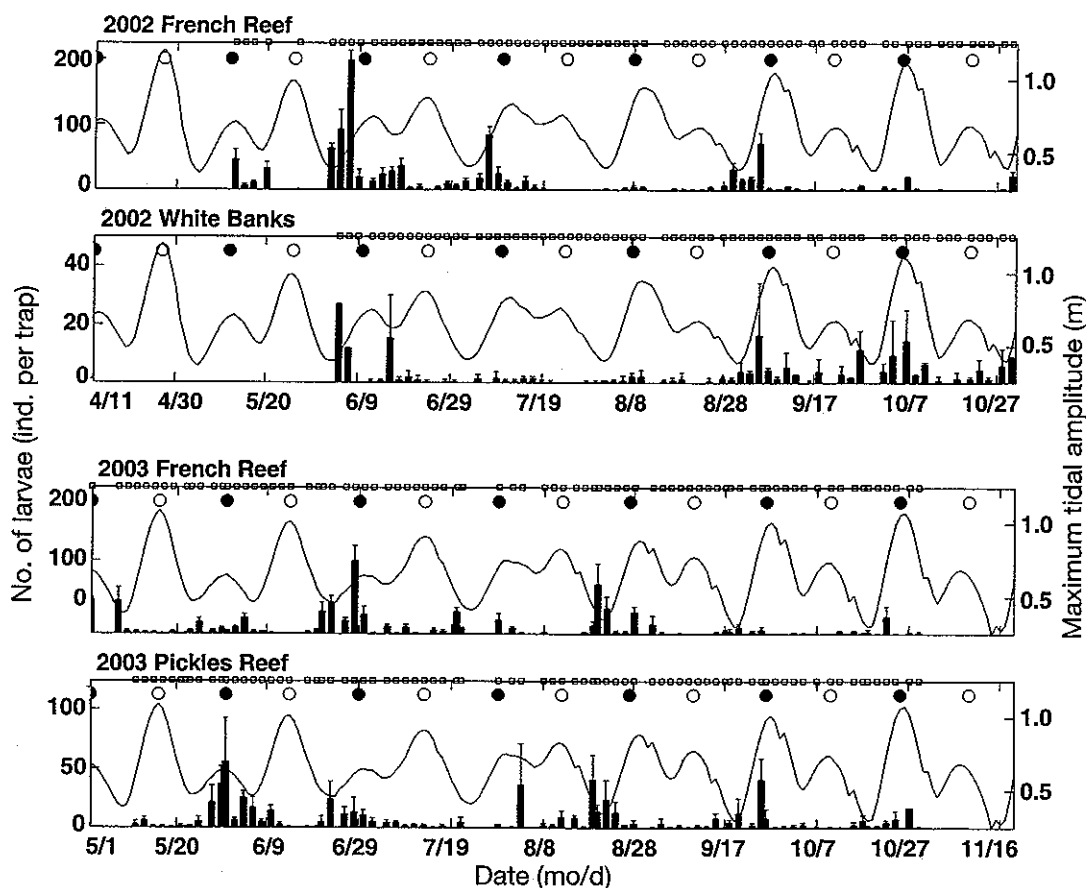 2002 French Reef
200
100
0
1.0
0.5
2002 White Banks
40
20
0
1.0
0.5
4/11 4/30 5/20 6/9 6/29 7/19 8/8 8/28 9/17 10/7 10/27
No. of larvae (ind. per trap)
Maximum tidal amplitude (m)
2003 French Reef
200
100
0
1.0
0.5
2003 Pickles Reef
100
50
0
1.0
0.5
5/1 5/20 6/9 6/29 7/19 8/8 8/28 9/17 10/7 10/27 11/16
Date (mo/d)